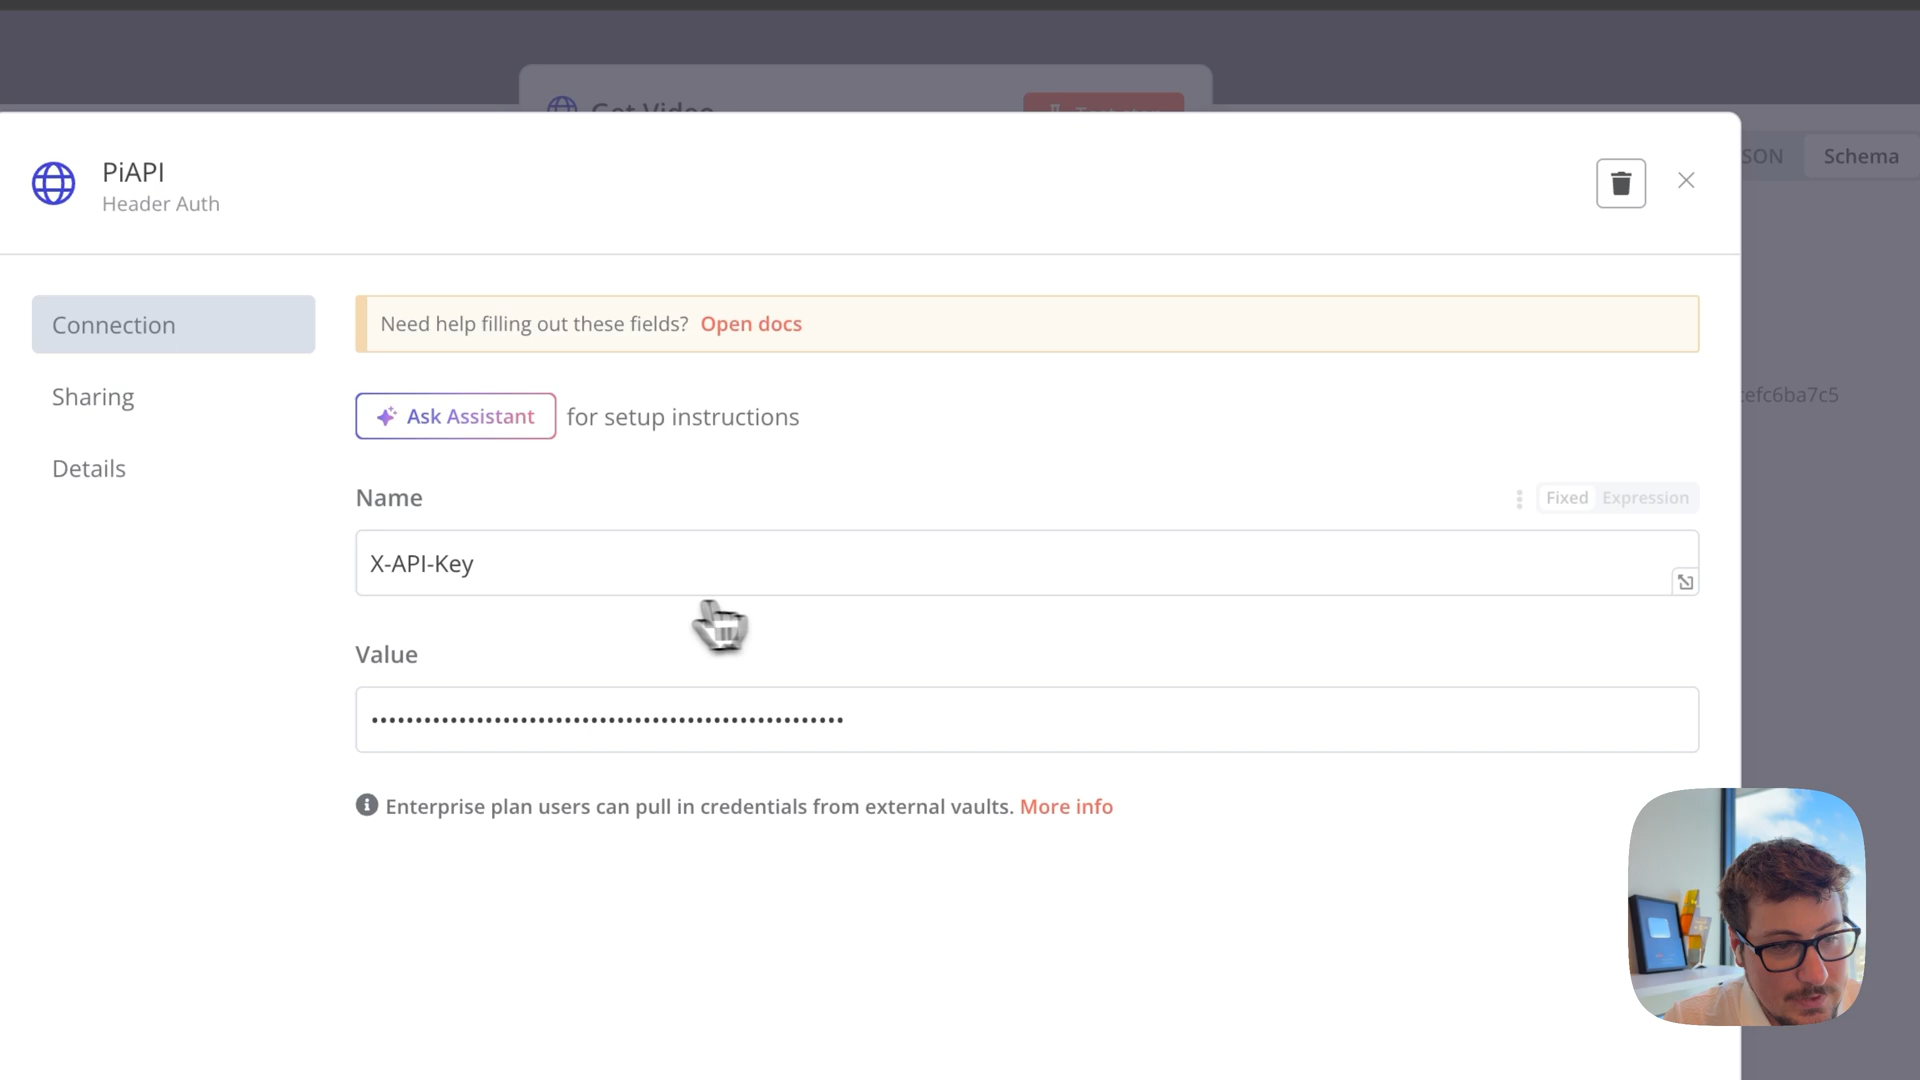 Get Video
PiAPI
Header Auth
SON
Schema
Connection
Need help filling out these fields? Open docs
Sharing
Ask Assistant for setup instructions
efc6ba7c5
Details
Name
Fixed Expression
X-API-Key
Value
Enterprise plan users can pull in credentials from external vaults. More info